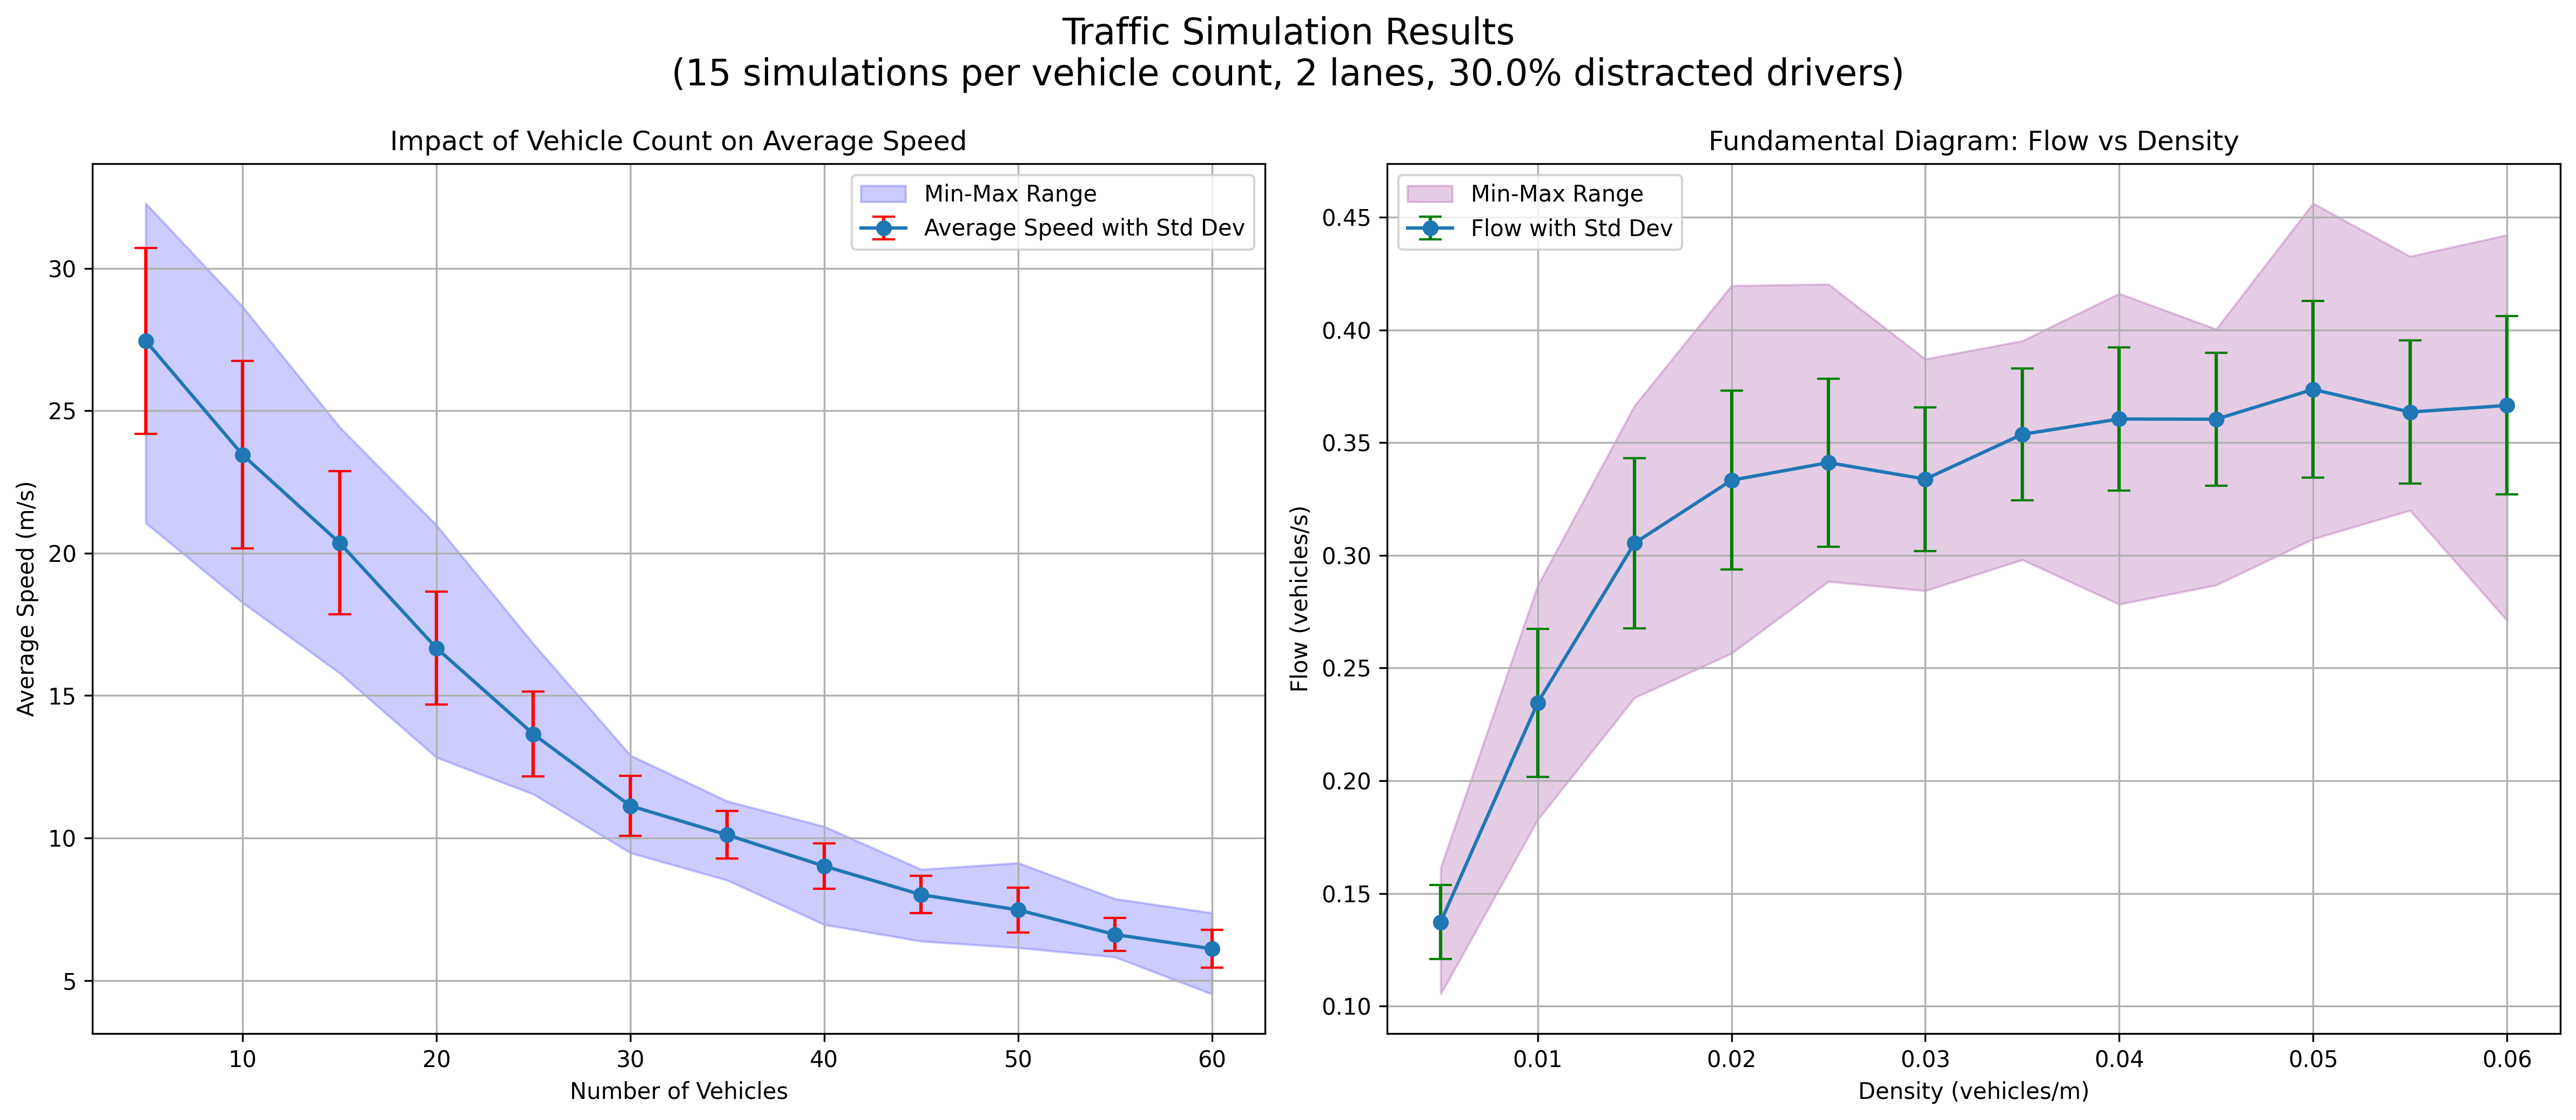 Traffic Simulation Results
(15 simulations per vehicle count, 2 lanes, 30.0% distracted drivers)
Impact of Vehicle Count on Average Speed
Min-Max Range
Average Speed with Std Dev
Average Speed (m/s)
30
25
20
15
10
5
10
20
30
40
50
60
Number of Vehicles
Fundamental Diagram: Flow vs Density
Min-Max Range
Flow with Std Dev
Flow (vehicles/s)
0.45
0.40
0.35
0.30
0.25
0.20
0.15
0.10
0.01
0.02
0.03
0.04
0.05
0.06
Density (vehicles/m)